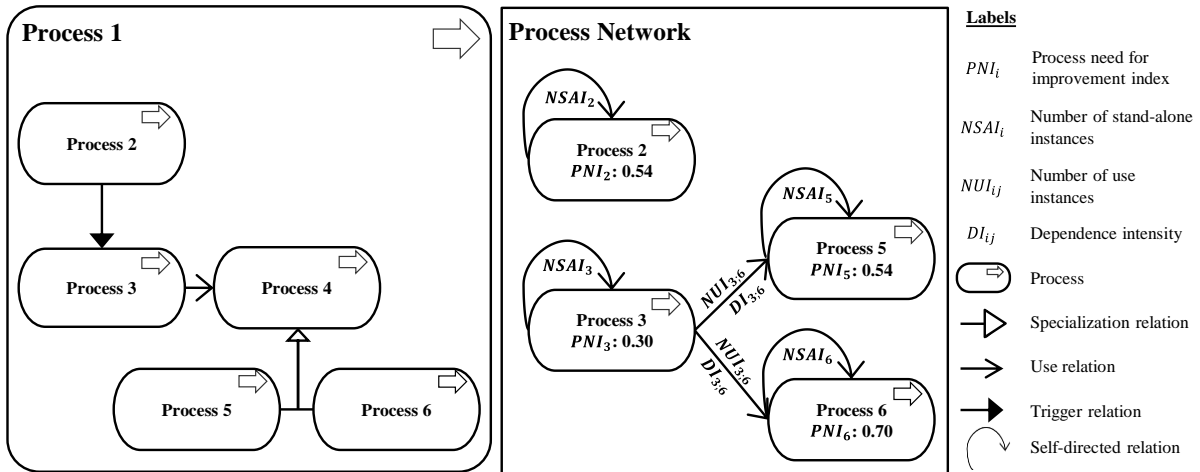 Process 1
Process 2
Process 3
Process 4
Process 5
Process 6
Process Network
NSAI2
Process 2
PNI2: 0.54
NSAI5
Process 5
PNI5: 0.54
NSAI3
Process 3
PNI3: 0.30
NUI3;6
DI3;6
NUI3;6
DI3;6
NSAI6
Process 6
PNI6: 0.70
Labels
PNIi
Process need for
improvement index
NSAIi
Number of stand-alone
instances
NUIij
Number of use
instances
DIij
Dependence intensity
Process
Specialization relation
Use relation
Trigger relation
Self-directed relation